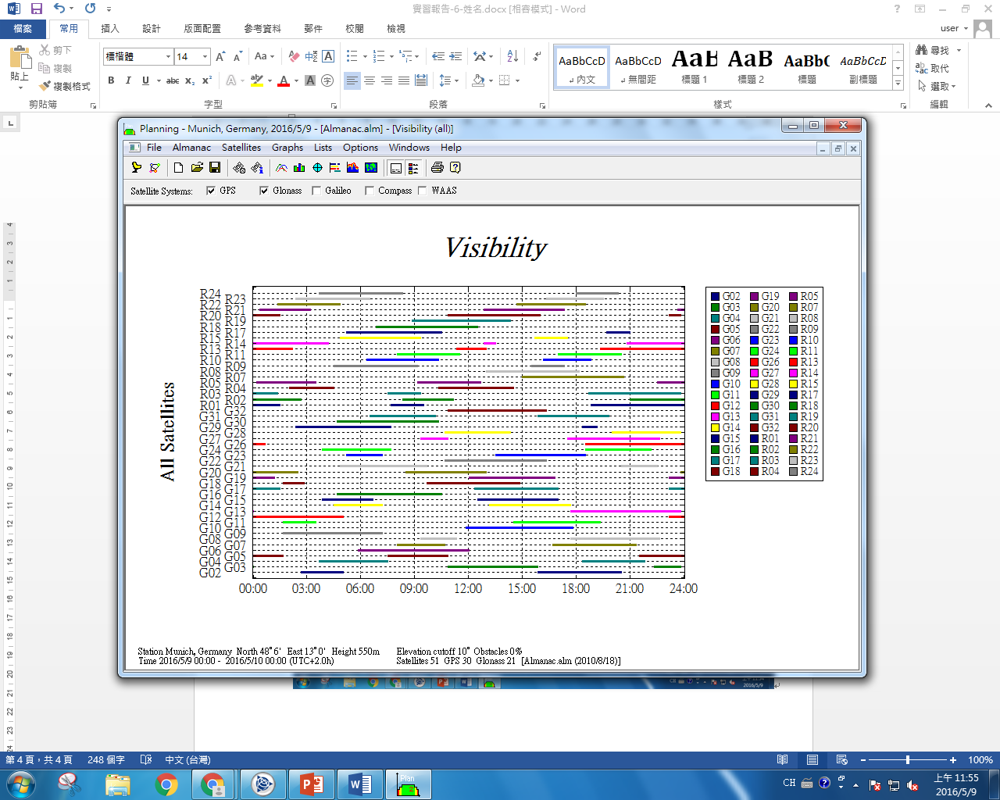 實習報告-6-姓名.docx [相容模式] - Word
檔案 常用 插入 設計 版面配置 參考資料 郵件 校閱 檢視 user
貼上 剪下 複製 複製格式 剪貼簿
標楷體 14 Aa
B I U abc x₂ x² A 字型
段落
AaBbCcD 內文 AaBbCcD 無間距 AaBb 標題 1 AaB 標題 2 AaBb( 標題 AaBbCcD 副標題 樣式
尋找 取代 選取 編輯
Planning - Munich, Germany, 2016/5/9 - [Almanac.alm] - [Visibility (all)]
File Almanac Satellites Graphs Lists Options Windows Help
Satellite Systems: GPS Glonass Galileo Compass WAAS
Visibility
All Satellites
R24
R23
R22
R21
R20
R19
R18
R17
R15
R14
R13
R11
R10
R09
R08
R07
R05
R04
R03
R02
R01
G32
G31
G30
G29
G28
G27
G26
G24
G23
G22
G21
G20
G19
G18
G17
G16
G15
G14
G13
G12
G11
G10
G09
G08
G07
G06
G05
G04
G03
G02
00:00 03:00 06:00 09:00 12:00 15:00 18:00 21:00 24:00
G02 G19 R05
G03 G20 R07
G04 G21 R08
G05 G22 R09
G06 G23 R10
G07 G24 R11
G08 G26 R13
G09 G27 R14
G10 G28 R15
G11 G29 R17
G12 G30 R18
G13 G31 R19
G14 G32 R20
G15 R01 R21
G16 R02 R22
G17 R03 R23
G18 R04 R24
Station Munich, Germany North 48° 6' East 13° 0' Height 550m Elevation cutoff 10° Obstacles 0%
Time 2016/5/9 00:00 - 2016/5/10 00:00 (UTC+2.0h) Satellites 51 GPS 30 Glonass 21 [Almanac.alm (2010/8/18)]
2016/5/9
第 4 頁，共 4 頁 248 個字 中文 (台灣) 100%
Plan CH 上午 11:55
2016/5/9